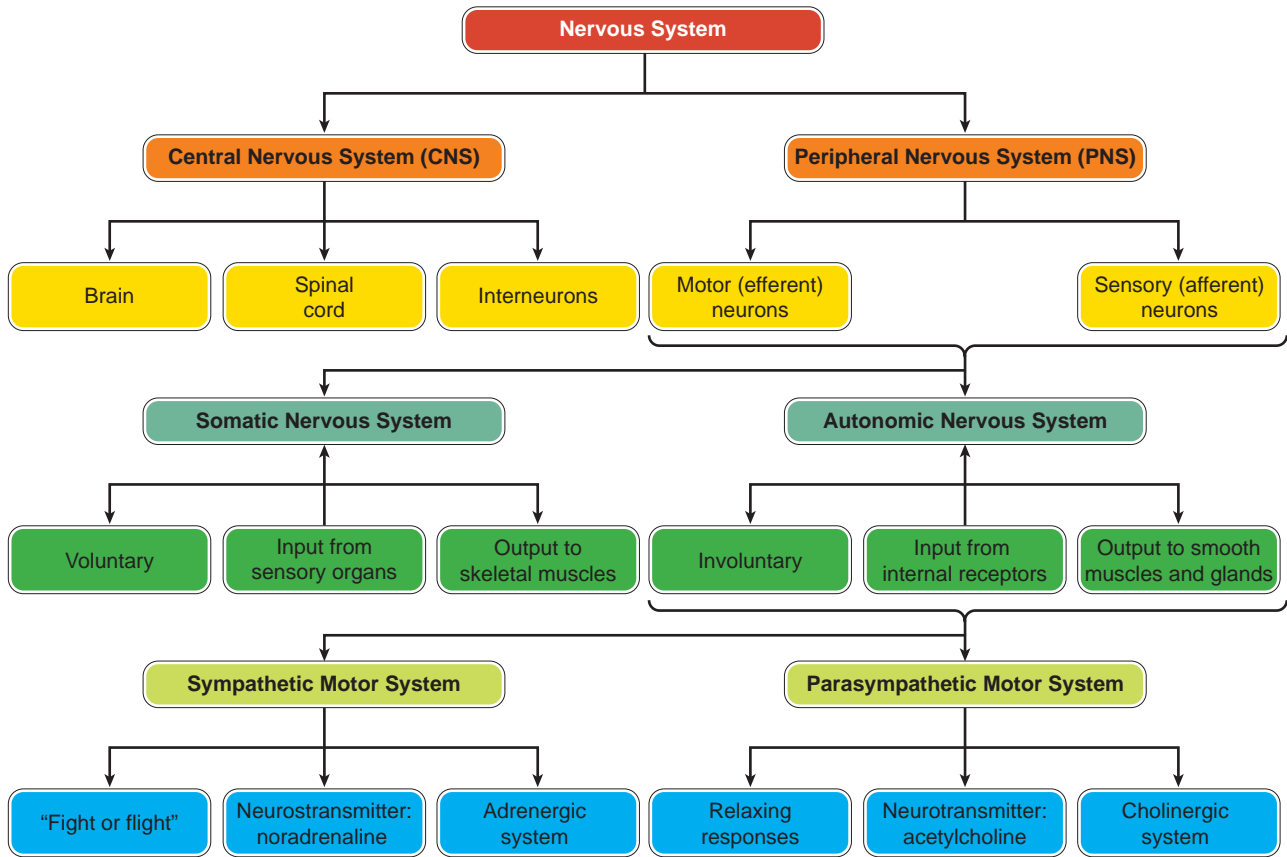 Nervous System
Central Nervous System (CNS)
Peripheral Nervous System (PNS)
Brain
Spinal
cord
Interneurons
Motor (efferent)
neurons
Sensory (afferent)
neurons
Somatic Nervous System
Autonomic Nervous System
Voluntary
Input from
sensory organs
Output to
skeletal muscles
Involuntary
Input from
internal receptors
Output to smooth
muscles and glands
Sympathetic Motor System
Parasympathetic Motor System
“Fight or flight”
Neurostransmitter:
noradrenaline
Adrenergic
system
Relaxing
responses
Neurotransmitter:
acetylcholine
Cholinergic
system